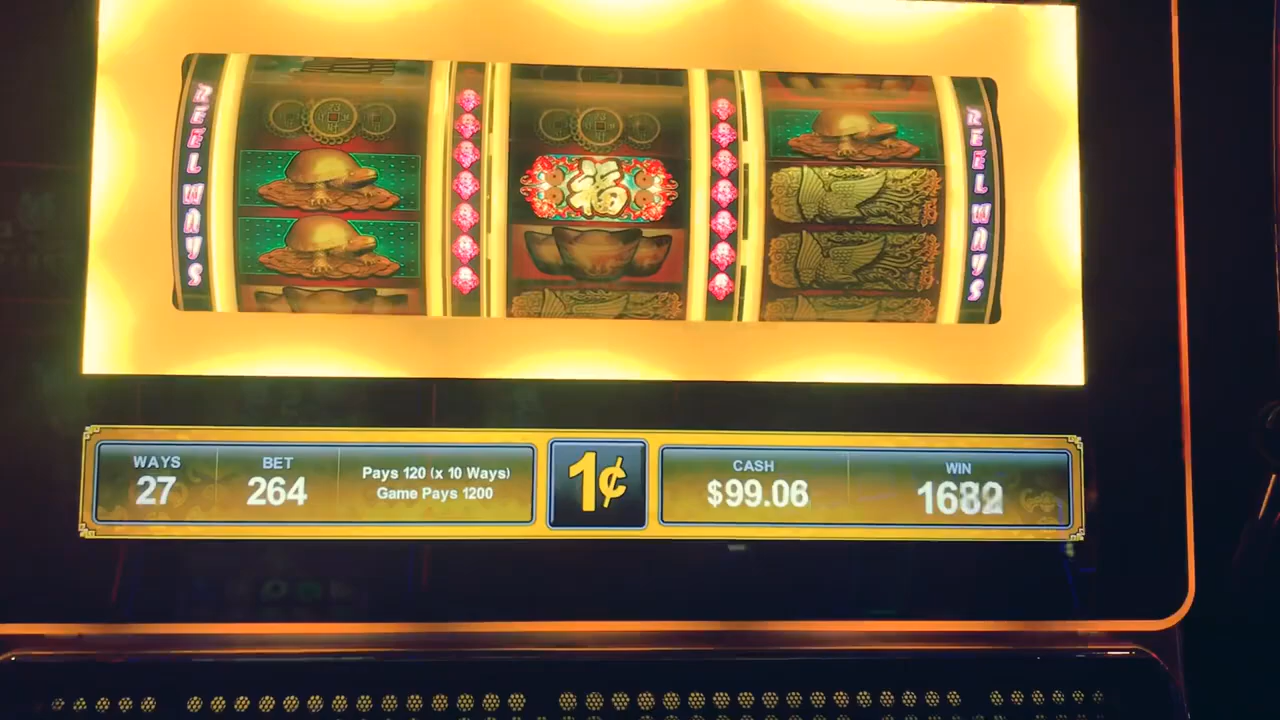 REEL WAYS
福
REEL WAYS
WAYS
27
BET
264
Pays 120 (x 10 Ways)
Game Pays 1200
1¢
CASH
$99.06
WIN